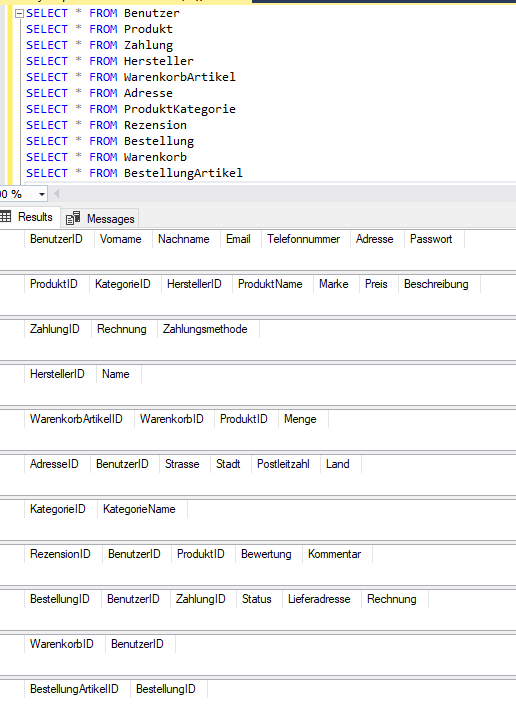 SELECT * FROM Benutzer
SELECT * FROM Produkt
SELECT * FROM Zahlung
SELECT * FROM Hersteller
SELECT * FROM WarenkorbArtikel
SELECT * FROM Adresse
SELECT * FROM ProduktKategorie
SELECT * FROM Rezension
SELECT * FROM Bestellung
SELECT * FROM Warenkorb
SELECT * FROM BestellungArtikel
00 %
Results Messages
BenutzerID Vorname Nachname Email Telefonnummer Adresse Passwort
ProduktID KategorieID HerstellerID ProduktName Marke Preis Beschreibung
ZahlungID Rechnung Zahlungsmethode
HerstellerID Name
WarenkorbArtikelID WarenkorbID ProduktID Menge
AdresseID BenutzerID Strasse Stadt Postleitzahl Land
KategorieID KategorieName
RezensionID BenutzerID ProduktID Bewertung Kommentar
BestellungID BenutzerID ZahlungID Status Lieferadresse Rechnung
WarenkorbID BenutzerID
BestellungArtikelID BestellungID